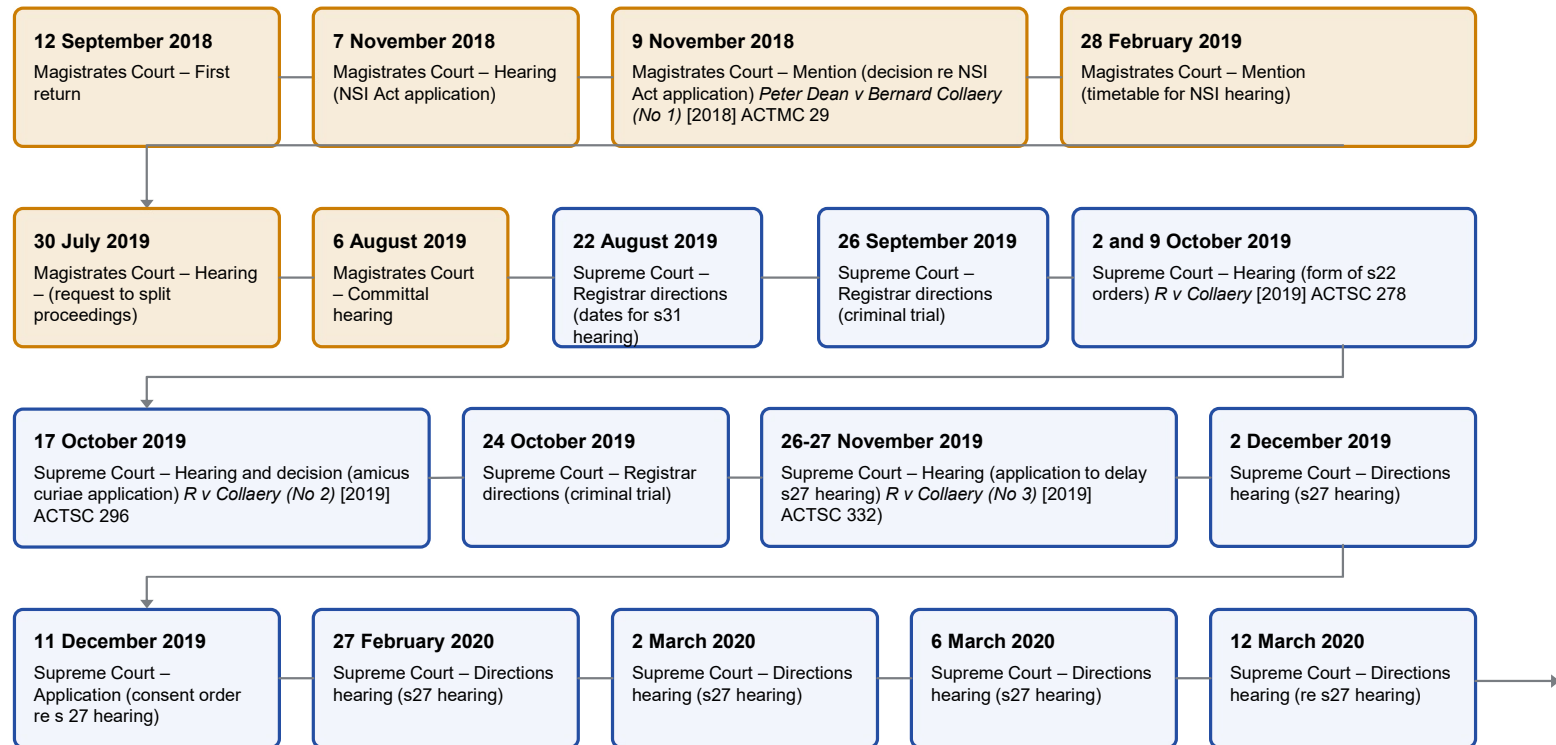 12 September 2018
Magistrates Court – First
return
7 November 2018
Magistrates Court – Hearing
(NSI Act application)
9 November 2018
Magistrates Court – Mention (decision re NSI
Act application) Peter Dean v Bernard Collaery
(No 1) [2018] ACTMC 29
28 February 2019
Magistrates Court – Mention
(timetable for NSI hearing)
30 July 2019
Magistrates Court – Hearing
– (request to split
proceedings)
6 August 2019
Magistrates Court
– Committal
hearing
22 August 2019
Supreme Court –
Registrar directions
(dates for s31
hearing)
26 September 2019
Supreme Court –
Registrar directions
(criminal trial)
2 and 9 October 2019
Supreme Court – Hearing (form of s22
orders) R v Collaery [2019] ACTSC 278
17 October 2019
Supreme Court – Hearing and decision (amicus
curiae application) R v Collaery (No 2) [2019]
ACTSC 296
24 October 2019
Supreme Court – Registrar
directions (criminal trial)
26-27 November 2019
Supreme Court – Hearing (application to delay
s27 hearing) R v Collaery (No 3) [2019]
ACTSC 332)
2 December 2019
Supreme Court – Directions
hearing (s27 hearing)
11 December 2019
Supreme Court –
Application (consent order
re s 27 hearing)
27 February 2020
Supreme Court – Directions
hearing (s27 hearing)
2 March 2020
Supreme Court – Directions
hearing (s27 hearing)
6 March 2020
Supreme Court – Directions
hearing (s27 hearing)
12 March 2020
Supreme Court – Directions
hearing (re s27 hearing)